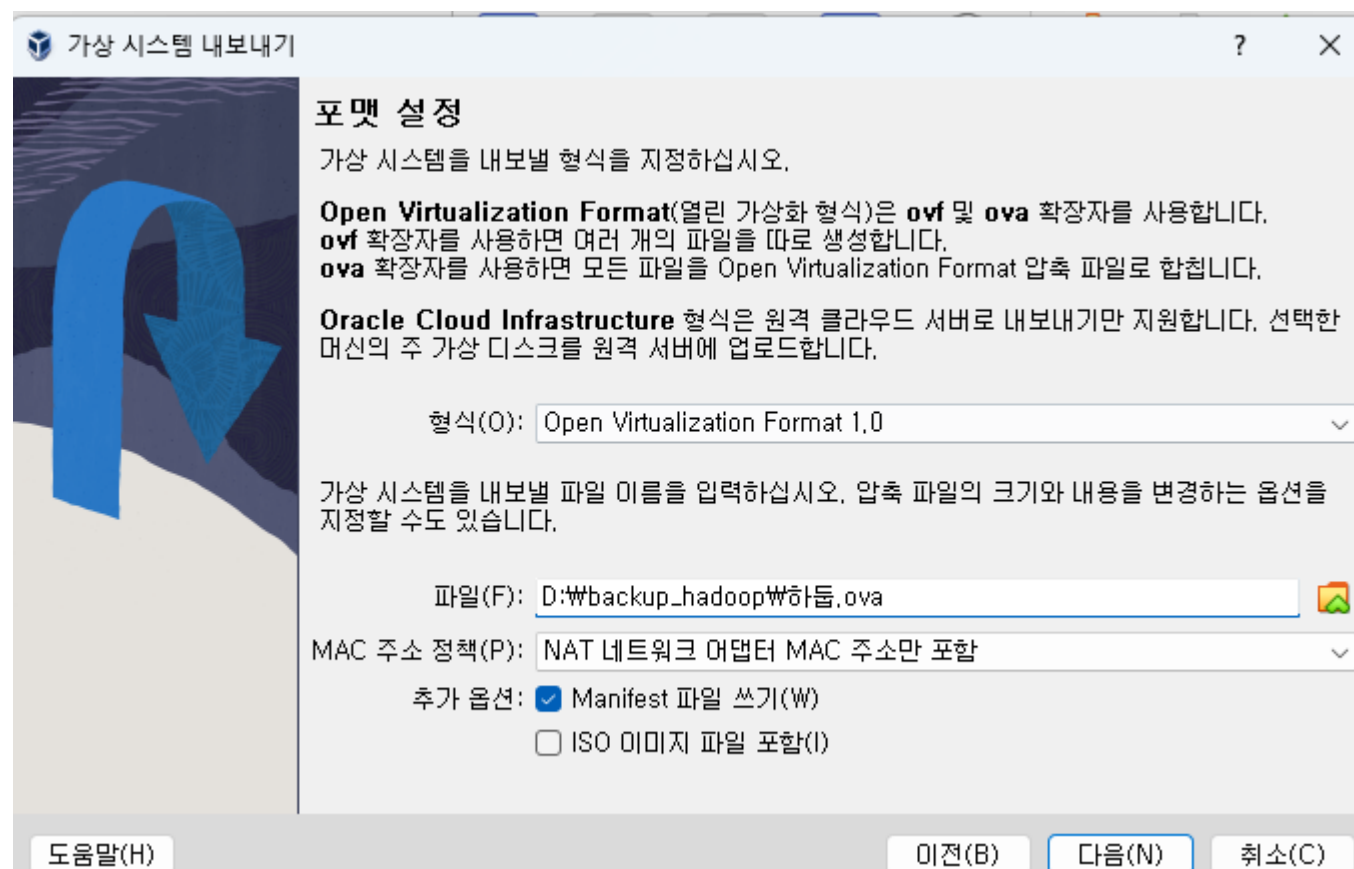 가상 시스템 내보내기
?
포맷 설정
가상 시스템을 내보낼 형식을 지정하십시오.
Open Virtualization Format(열린 가상화 형식)은 ovf 및 ova 확장자를 사용합니다.
ovf 확장자를 사용하면 여러 개의 파일을 따로 생성합니다.
ova 확장자를 사용하면 모든 파일을 Open Virtualization Format 압축 파일로 합칩니다.
Oracle Cloud Infrastructure 형식은 원격 클라우드 서버로 내보내기만 지원합니다. 선택한
머신의 주 가상 디스크를 원격 서버에 업로드합니다.
형식(O): Open Virtualization Format 1.0
가상 시스템을 내보낼 파일 이름을 입력하십시오. 압축 파일의 크기와 내용을 변경하는 옵션을
지정할 수도 있습니다.
파일(F): D:₩backup_hadoop₩하둡.ova
MAC 주소 정책(P): NAT 네트워크 어댑터 MAC 주소만 포함
추가 옵션: Manifest 파일 쓰기(W)
ISO 이미지 파일 포함(I)
도움말(H) 이전(B) 다음(N) 취소(C)